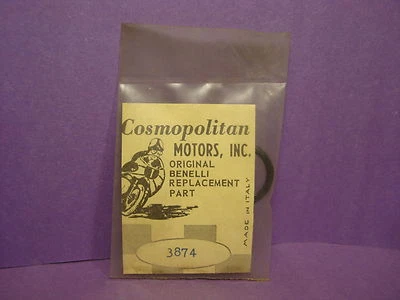 Cosmopolitan
MOTORS, INC.
ORIGINAL
BENELLI
REPLACEMENT
PART
MADE IN ITALY
3874